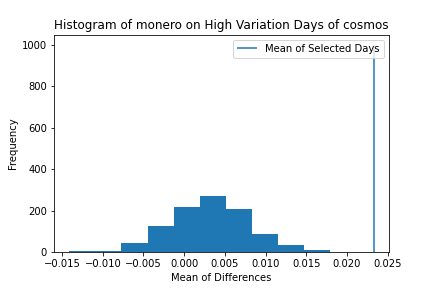 Histogram of monero on High Variation Days of cosmos
Mean of Selected Days
Frequency
1000
800
600
400
200
0
−0.015 −0.010 −0.005 0.000 0.005 0.010 0.015 0.020 0.025
Mean of Differences